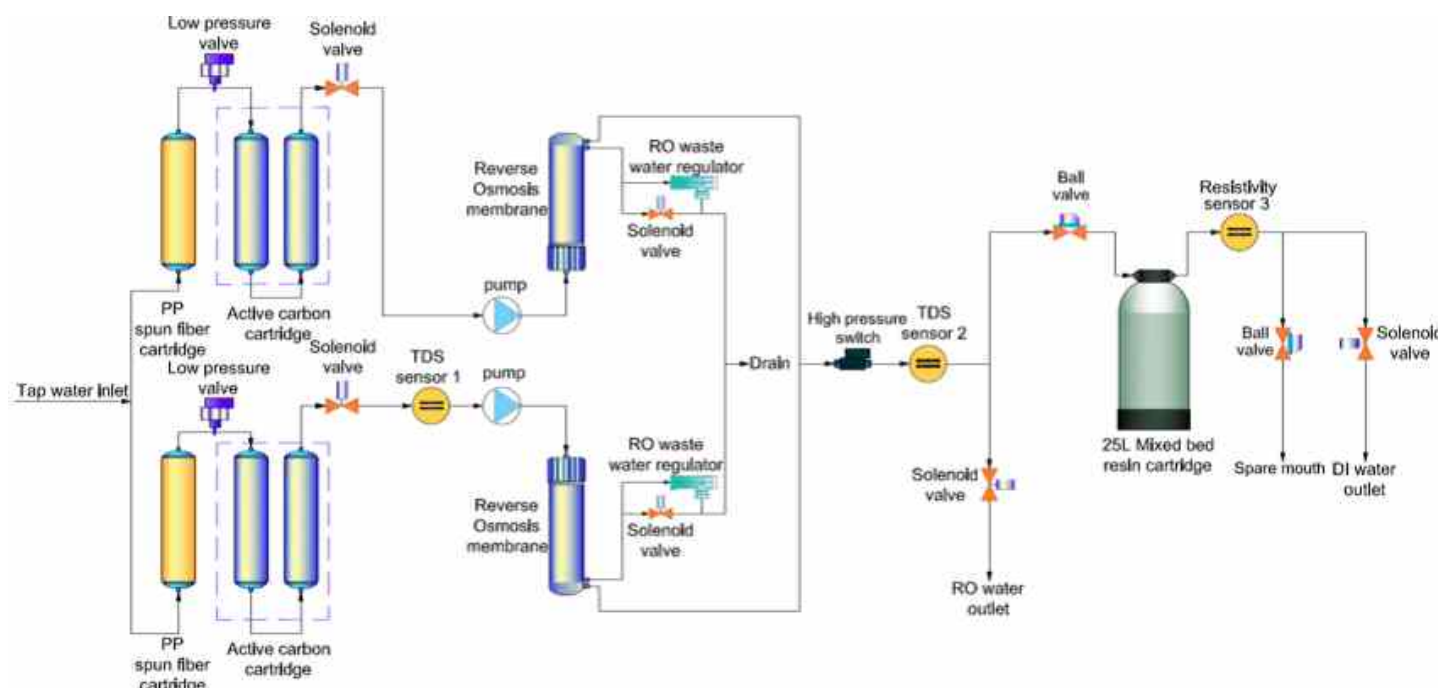 Low pressure
valve
Solenoid
valve
PP
spun fiber
cartridge
Active carbon
cartridge
pump
Reverse
Osmosis
membrane
RO waste
water regulator
Solenoid
valve
Tap water inlet
Low pressure
valve
Solenoid
valve
TDS
sensor 1
pump
PP
spun fiber
cartridge
Active carbon
cartridge
Reverse
Osmosis
membrane
RO waste
water regulator
Solenoid
valve
Drain
High pressure
switch
TDS
sensor 2
Solenoid
valve
RO water
outlet
Ball
valve
25L Mixed bed
resin cartridge
Resistivity
sensor 3
Ball
valve
Spare mouth
Solenoid
valve
DI water
outlet